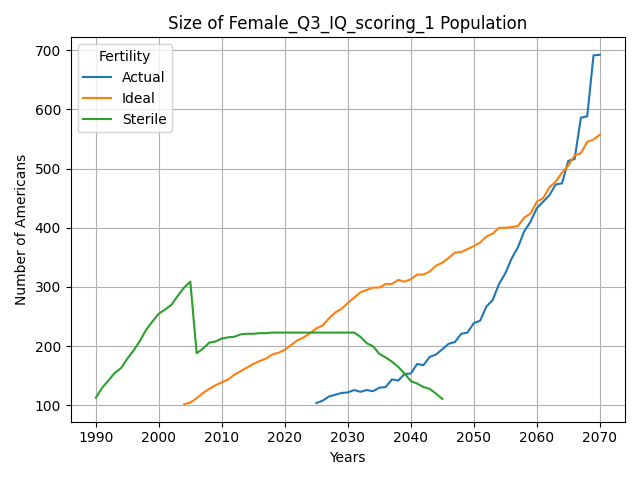 Size of Female_Q3_IQ_scoring_1 Population
Fertility
Actual
Ideal
Sterile
Number of Americans
700
600
500
400
300
200
100
1990 2000 2010 2020 2030 2040 2050 2060 2070
Years